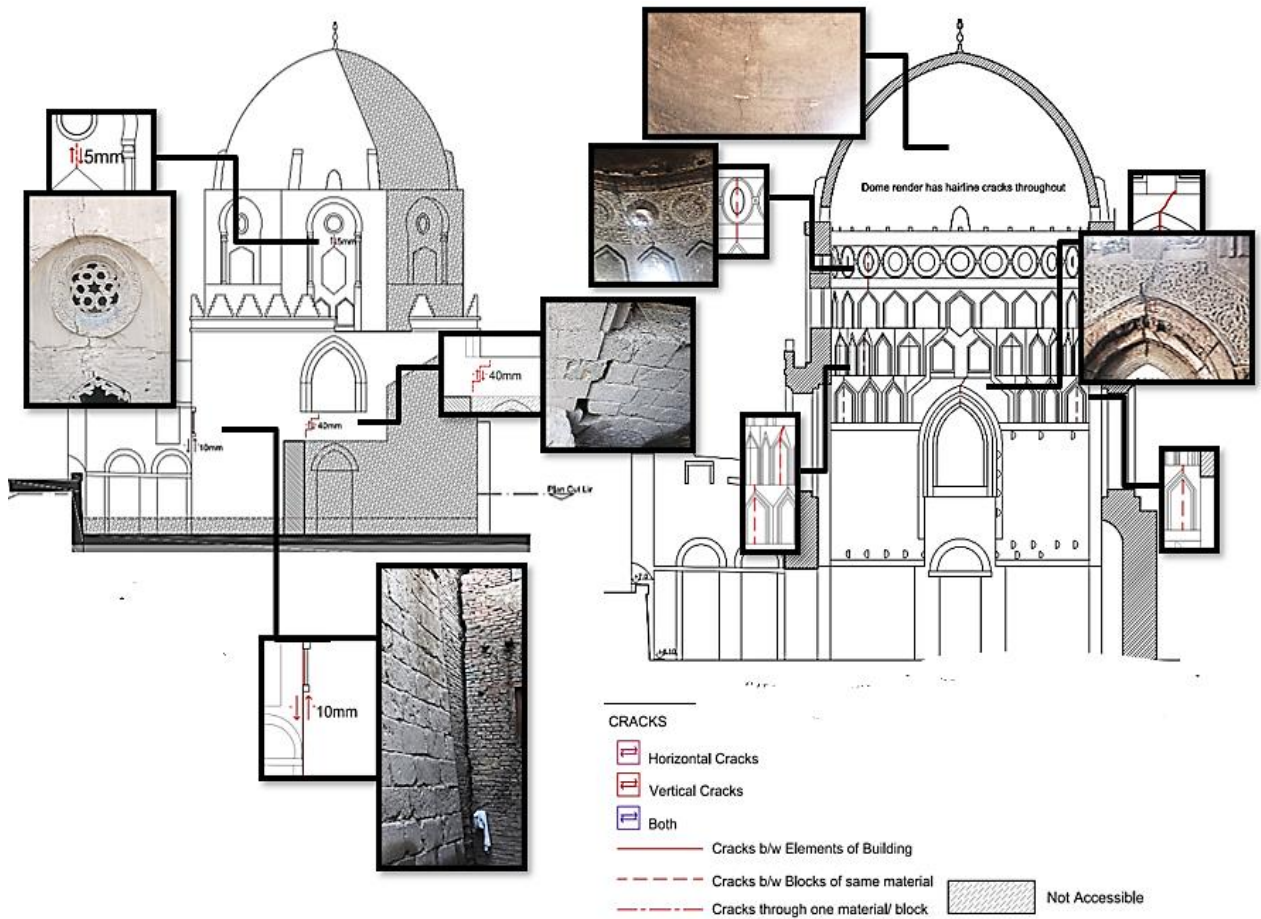 5mm
Dome render has hairline cracks throughout
15mm
40mm
40mm
10mm
Plan Cut Lin
10mm
CRACKS
Horizontal Cracks
Vertical Cracks
Both
Cracks b/w Elements of Building
Cracks b/w Blocks of same material
Cracks through one material/ block
Not Accessible